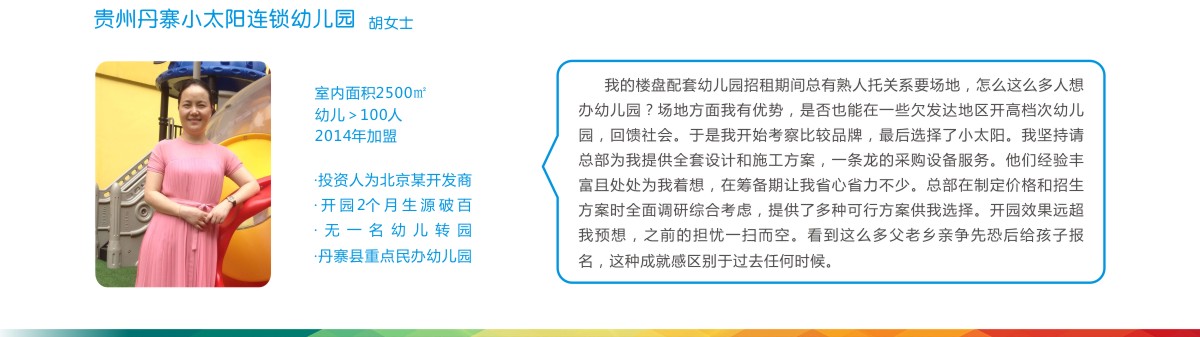 贵州丹寨小太阳连锁幼儿园 胡女士
室内面积2500㎡
幼儿＞100人
2014年加盟
·投资人为北京某开发商
·开园2个月生源破百
·无一名幼儿转园
·丹寨县重点民办幼儿园
我的楼盘配套幼儿园招租期间总有熟人托关系要场地，怎么这么多人想
办幼儿园？场地方面我有优势，是否也能在一些欠发达地区开高档次幼儿
园，回馈社会。于是我开始考察比较品牌，最后选择了小太阳。我坚持请
总部为我提供全套设计和施工方案，一条龙的采购设备服务。他们经验丰
富且处处为我着想，在筹备期让我省心省力不少。总部在制定价格和招生
方案时全面调研综合考虑，提供了多种可行方案供我选择。开园效果远超
我预想，之前的担忧一扫而空。看到这么多父老乡亲争先恐后给孩子报
名，这种成就感区别于过去任何时候。